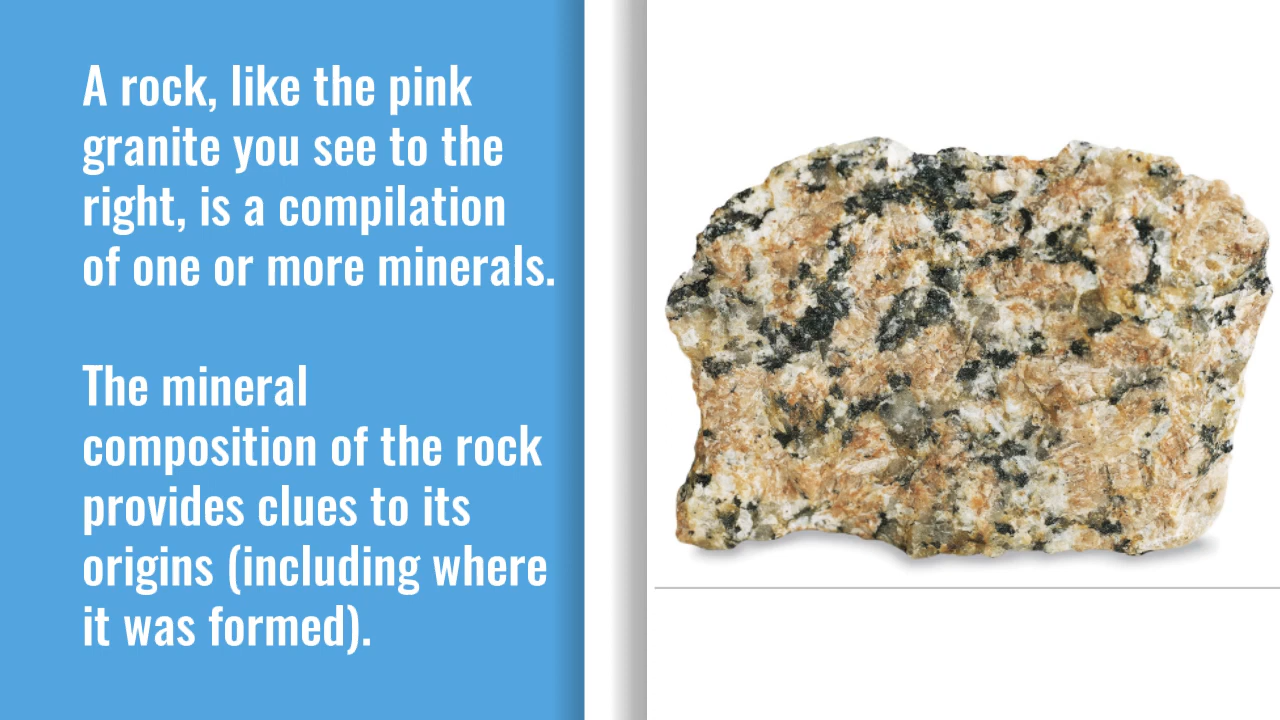 A rock, like the pink
granite you see to the
right, is a compilation
of one or more minerals.
The mineral
composition of the rock
provides clues to its
origins (including where
it was formed).